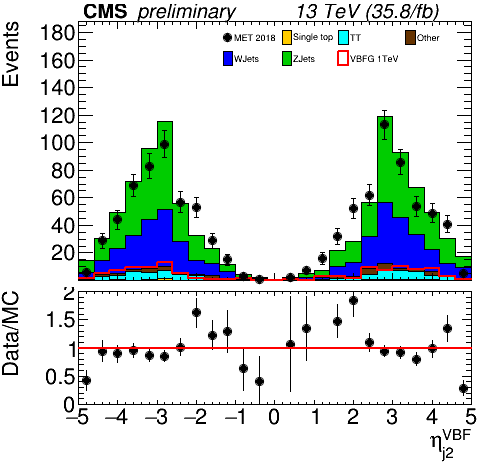 CMS preliminary 13 TeV (35.8/fb)
Events
MET 2018 Single top TT Other
WJets ZJets VBFG 1TeV
180
160
140
120
100
80
60
40
20
Data/MC
2
1.5
1
0.5
0
−5 −4 −3 −2 −1 0 1 2 3 4 5
η_{j2}^{VBF}